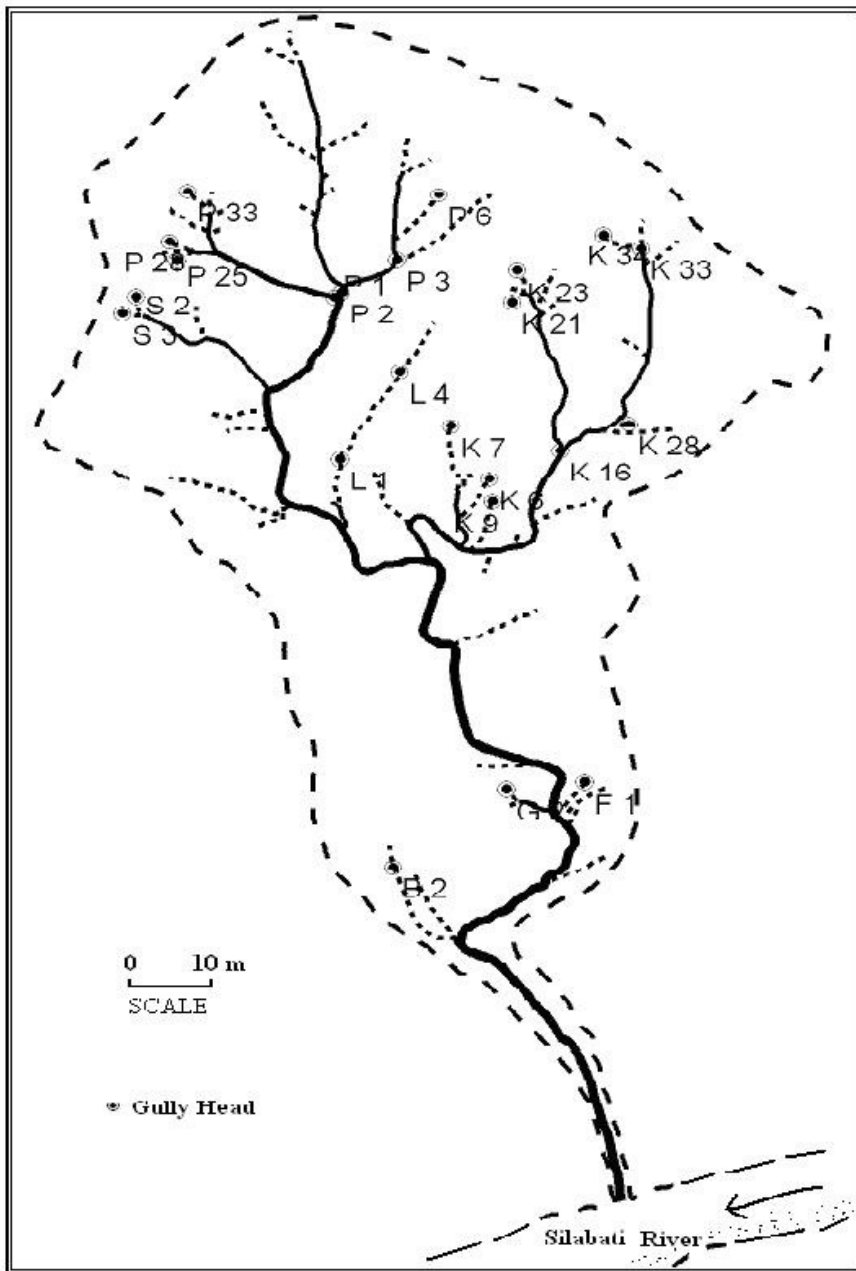 P 33
P 6
P 28
P 25
K 34
K 33
P 3
P 1
P 2
K 23
K 21
S 2
S 3
L 4
K 7
K 28
K 16
L 1
K 6
K 9
F 1
B 2
0 10 m
SCALE
Gully Head
Silabati River